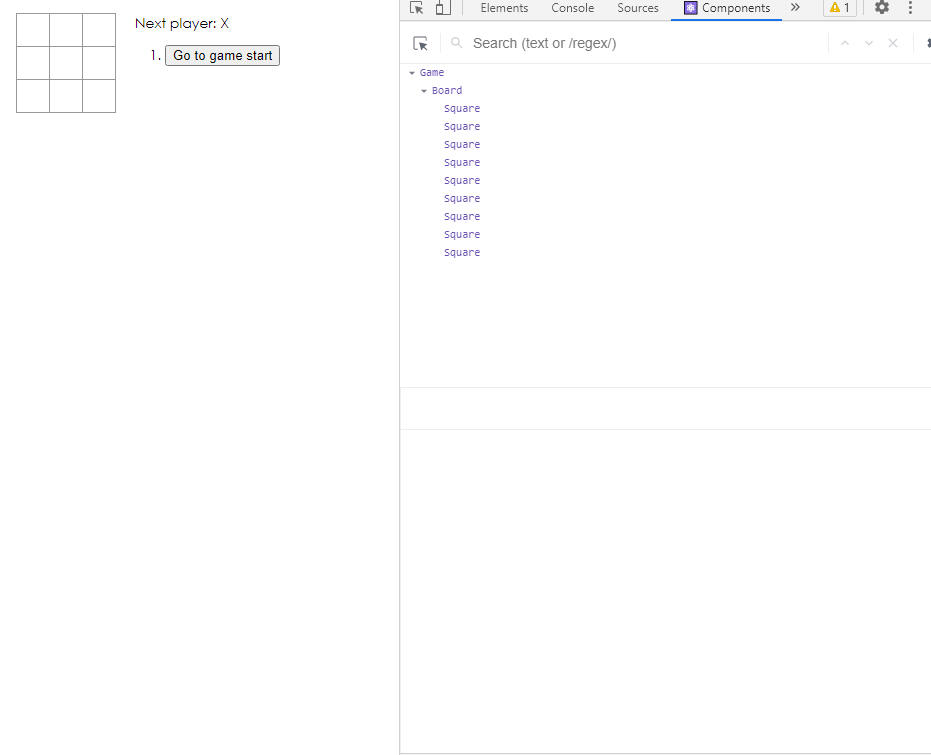 Next player: X
1. Go to game start
Elements Console Sources Components » 1
Search (text or /regex/)
Game
Board
Square
Square
Square
Square
Square
Square
Square
Square
Square